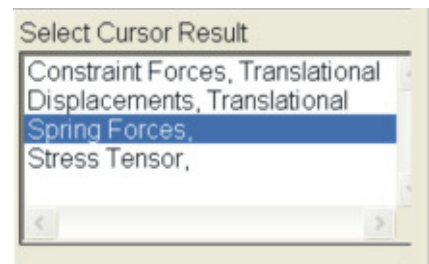 Select Cursor Result
Constraint Forces, Translational
Displacements, Translational
Spring Forces,
Stress Tensor,